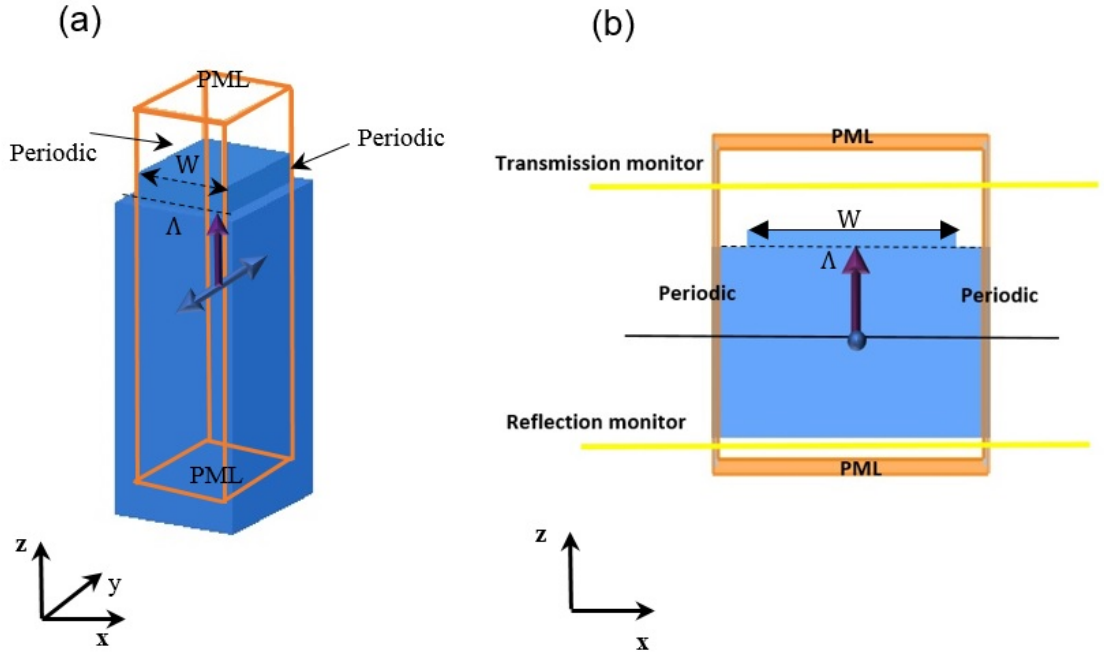 (a)
PML
Periodic
Periodic
W
Λ
PML
z
y
x
(b)
PML
Transmission monitor
W
Λ
Periodic
Periodic
Reflection monitor
PML
z
x